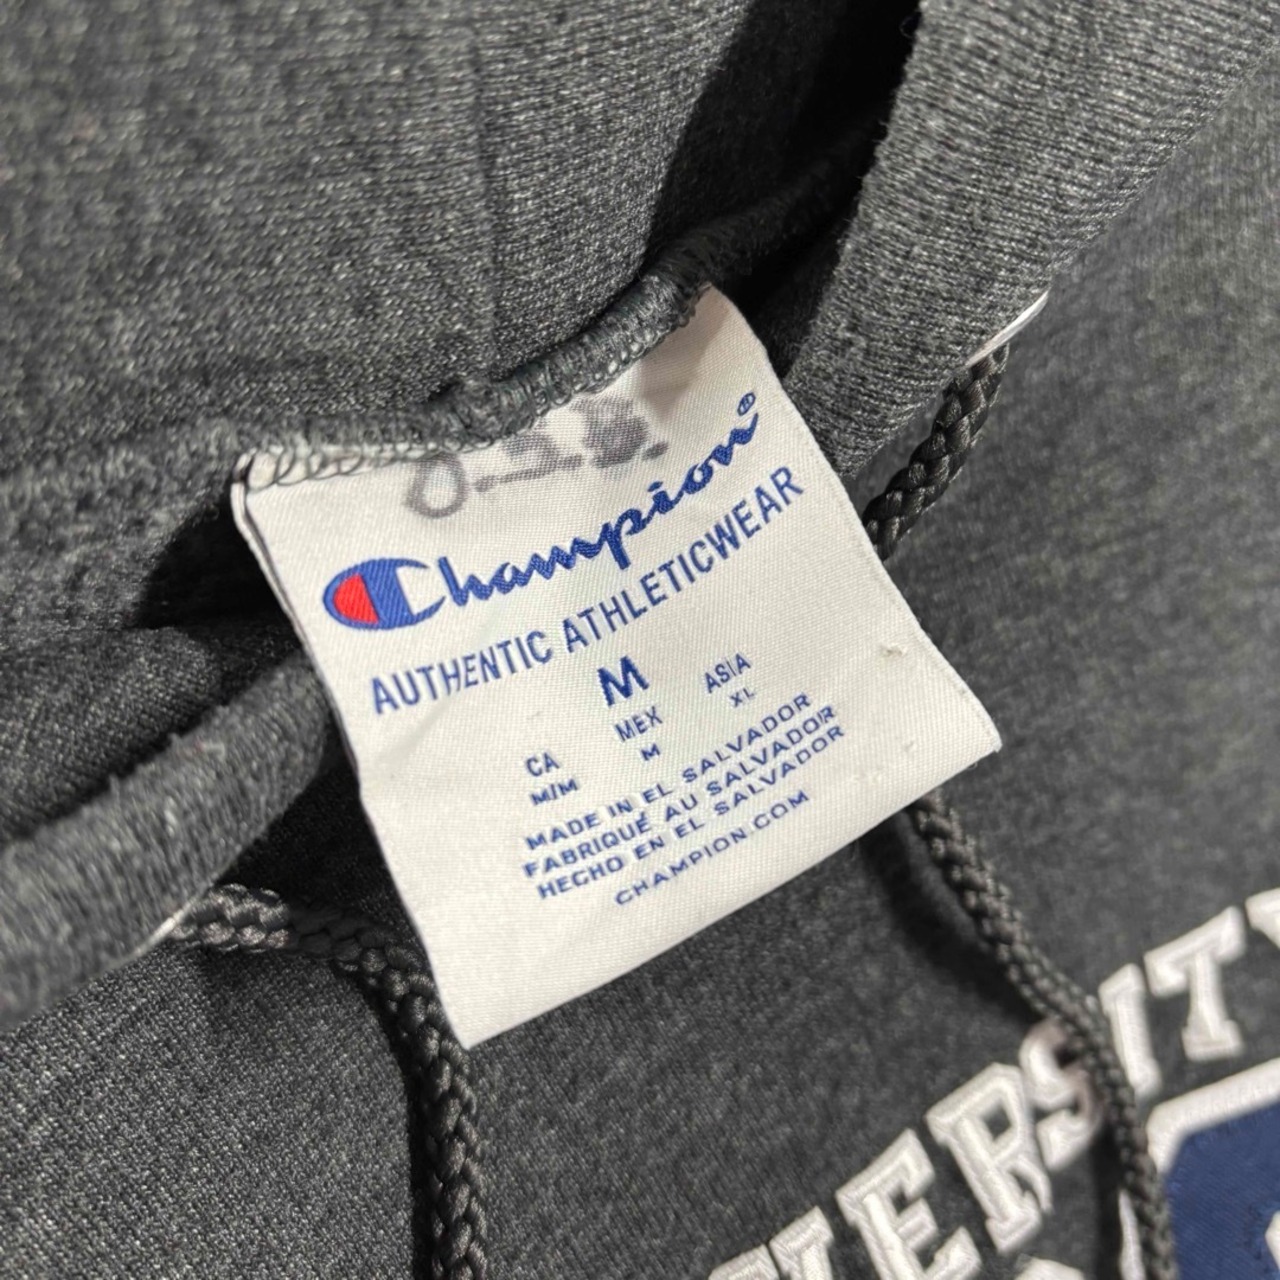 J.B.
Champion®
AUTHENTIC ATHLETICWEAR
M
CA MEX ASIA
M/M M XL
MADE IN EL SALVADOR
FABRIQUÉ AU SALVADOR
HECHO EN EL SALVADOR
CHAMPION.COM
VERSITY